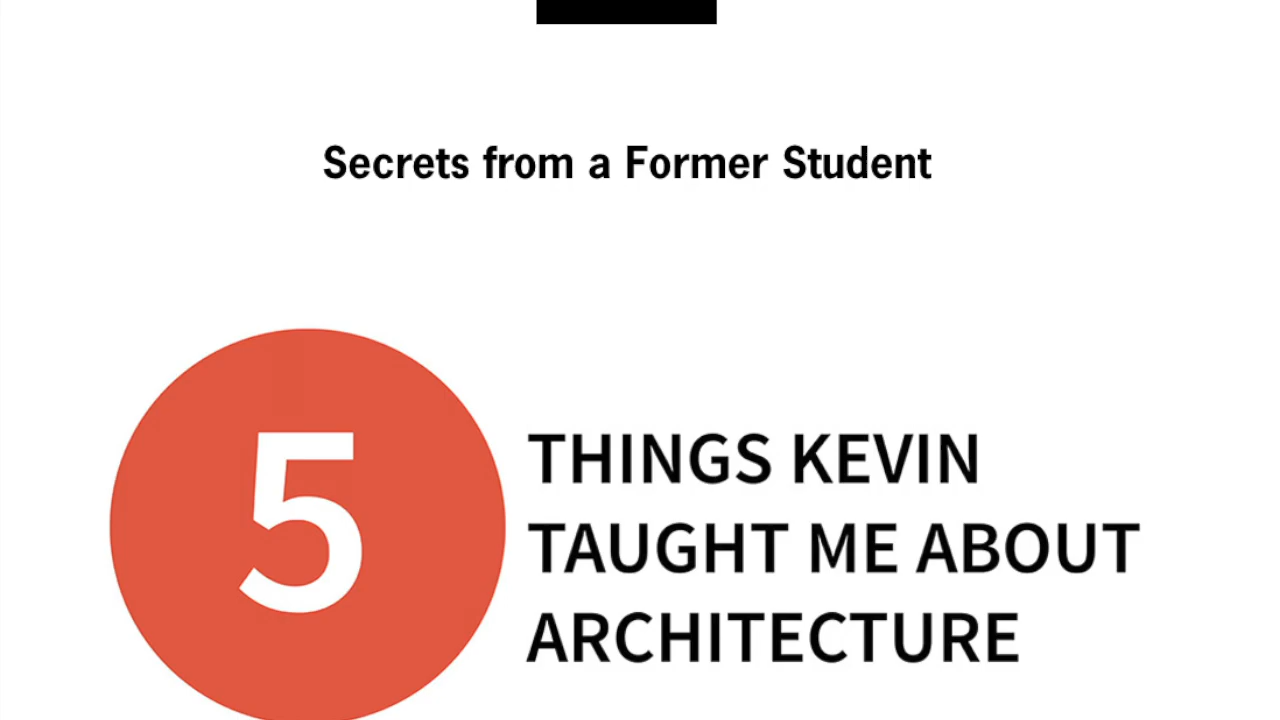 Secrets from a Former Student
5
THINGS KEVIN
TAUGHT ME ABOUT
ARCHITECTURE